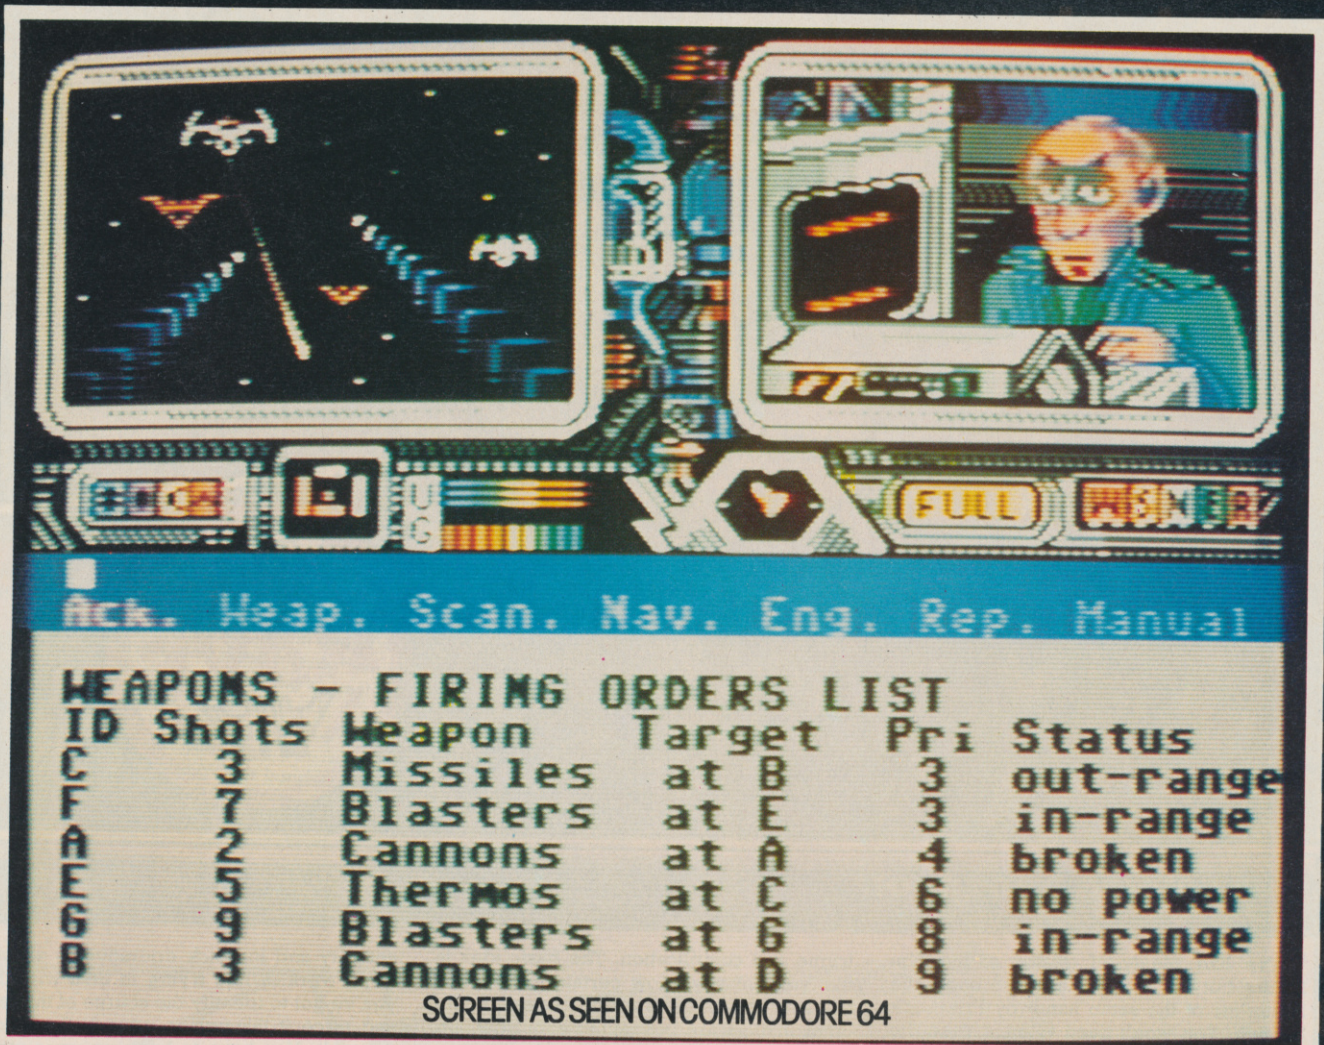 U
G
FULL
Ack. Weap. Scan. Nav. Eng. Rep. Manual
WEAPONS - FIRING ORDERS LIST
ID Shots Weapon Target Pri Status
C 3 Missiles at B 3 out-range
F 7 Blasters at E 3 in-range
A 2 Cannons at A 4 broken
E 5 Thermos at C 6 no power
G 9 Blasters at G 8 in-range
B 3 Cannons at D 9 broken
SCREEN AS SEEN ON COMMODORE 64